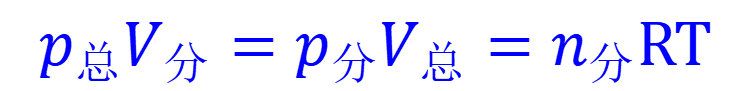 p总V分 = p分V总 = n分RT